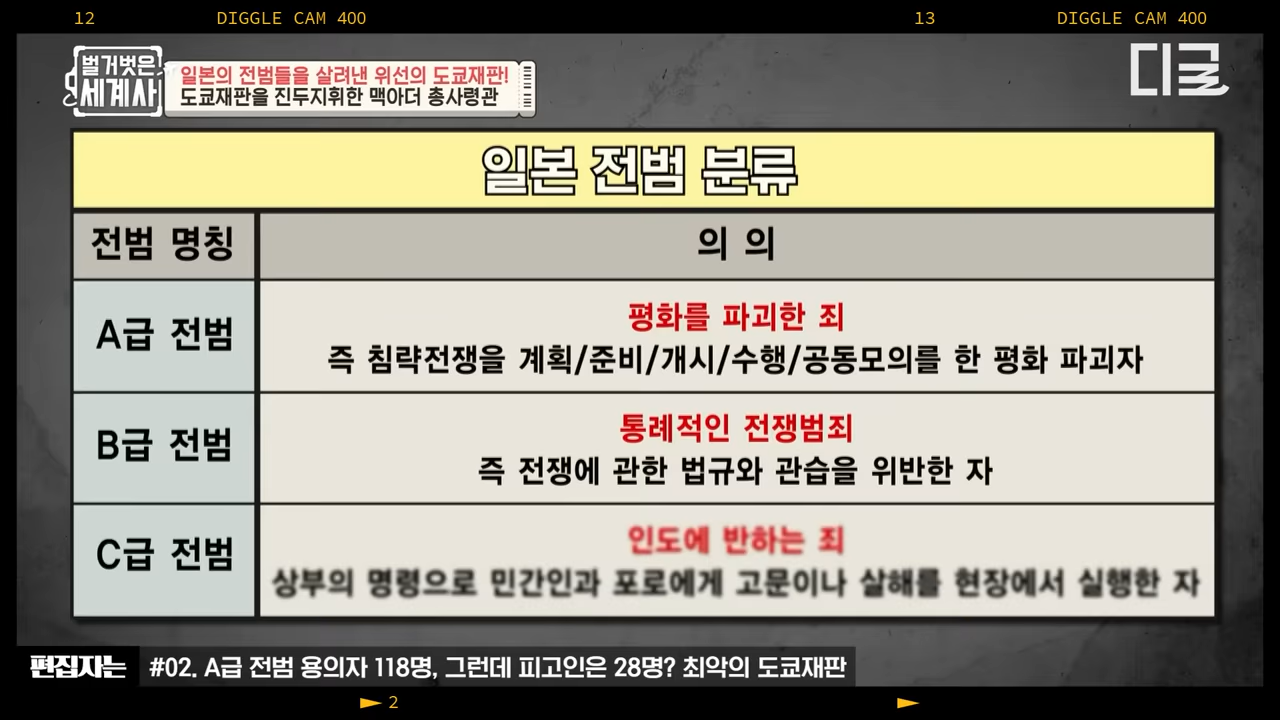 12 DIGGLE CAM 400 13 DIGGLE CAM 400
벌거벗은
세계사
일본의 전범들을 살려낸 위선의 도쿄재판!
도쿄재판을 진두지휘한 맥아더 총사령관
디글
일본 전범 분류
전범 명칭 의 의
A급 전범
평화를 파괴한 죄
즉 침략전쟁을 계획/준비/개시/수행/공동모의를 한 평화 파괴자
B급 전범
통례적인 전쟁범죄
즉 전쟁에 관한 법규와 관습을 위반한 자
C급 전범
인도에 반하는 죄
상부의 명령으로 민간인과 포로에게 고문이나 살해를 현장에서 실행한 자
편집자는 #02. A급 전범 용의자 118명, 그런데 피고인은 28명? 최악의 도쿄재판
2